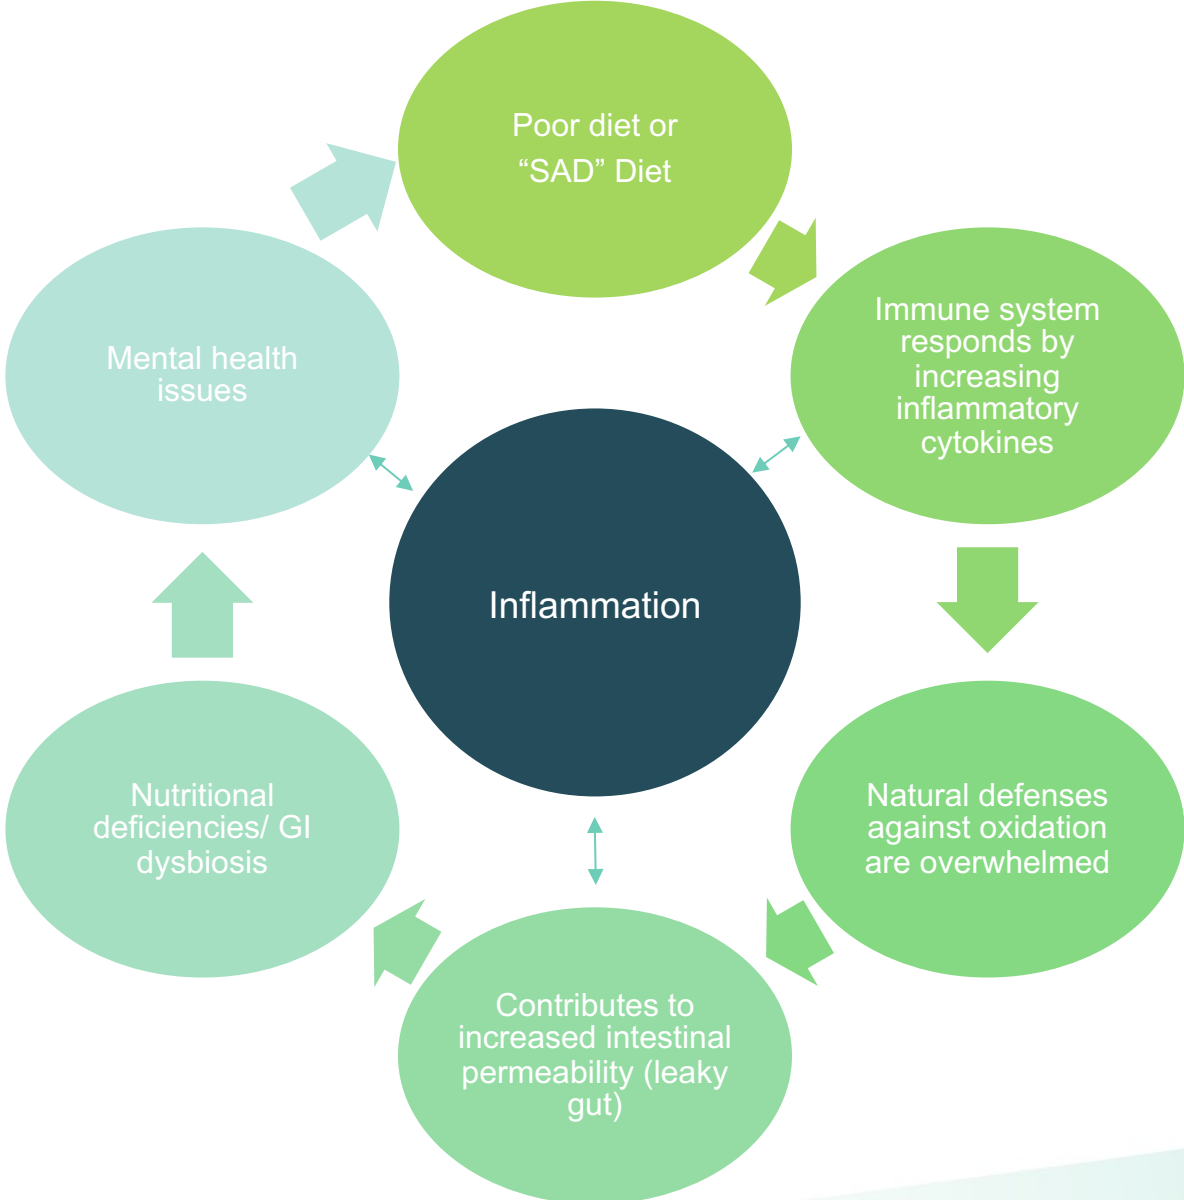 Poor diet or
“SAD” Diet
Immune system
responds by
increasing
inflammatory
cytokines
Natural defenses
against oxidation
are overwhelmed
Contributes to
increased intestinal
permeability (leaky
gut)
Nutritional
deficiencies/ GI
dysbiosis
Mental health
issues
Inflammation